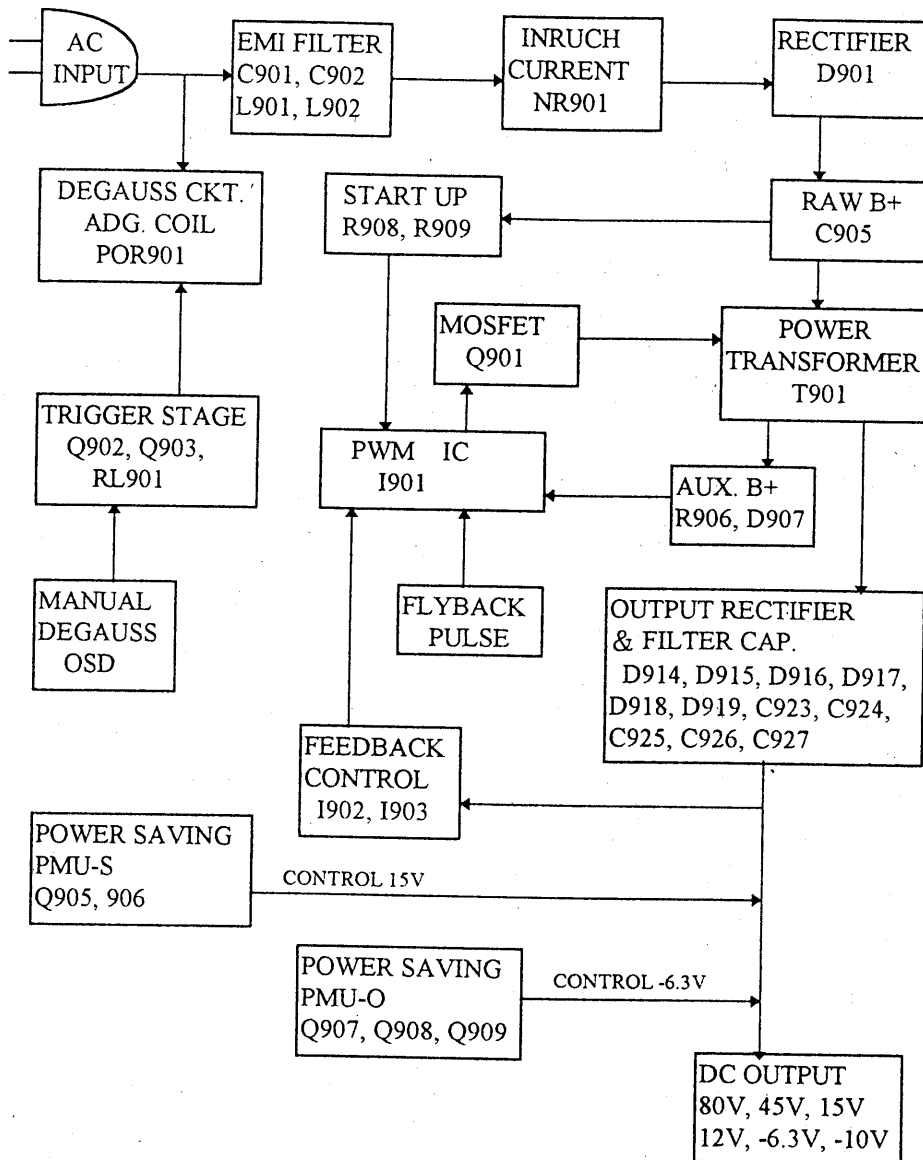 AC
INPUT
EMI FILTER
C901, C902
L901, L902
INRUCH
CURRENT
NR901
RECTIFIER
D901
DEGAUSS CKT.
ADG. COIL
POR901
START UP
R908, R909
RAW B+
C905
MOSFET
Q901
POWER
TRANSFORMER
T901
TRIGGER STAGE
Q902, Q903,
RL901
PWM IC
I901
AUX. B+
R906, D907
MANUAL
DEGAUSS
OSD
FLYBACK
PULSE
OUTPUT RECTIFIER
& FILTER CAP.
D914, D915, D916, D917,
D918, D919, C923, C924,
C925, C926, C927
FEEDBACK
CONTROL
I902, I903
POWER SAVING
PMU-S
Q905, 906
CONTROL 15V
POWER SAVING
PMU-O
Q907, Q908, Q909
CONTROL -6.3V
DC OUTPUT
80V, 45V, 15V
12V, -6.3V, -10V